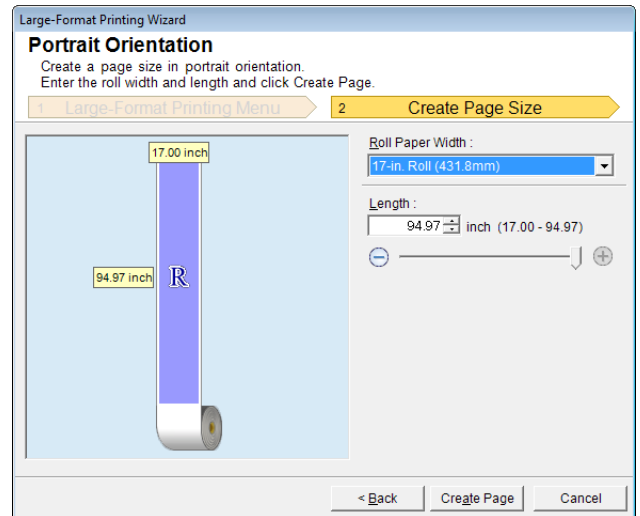 Large-Format Printing Wizard
Portrait Orientation
Create a page size in portrait orientation.
Enter the roll width and length and click Create Page.
1 Large-Format Printing Menu
2 Create Page Size
17.00 inch
94.97 inch
R
Roll Paper Width :
17-in. Roll (431.8mm)
Length :
94.97 inch (17.00 - 94.97)
< Back
Create Page
Cancel